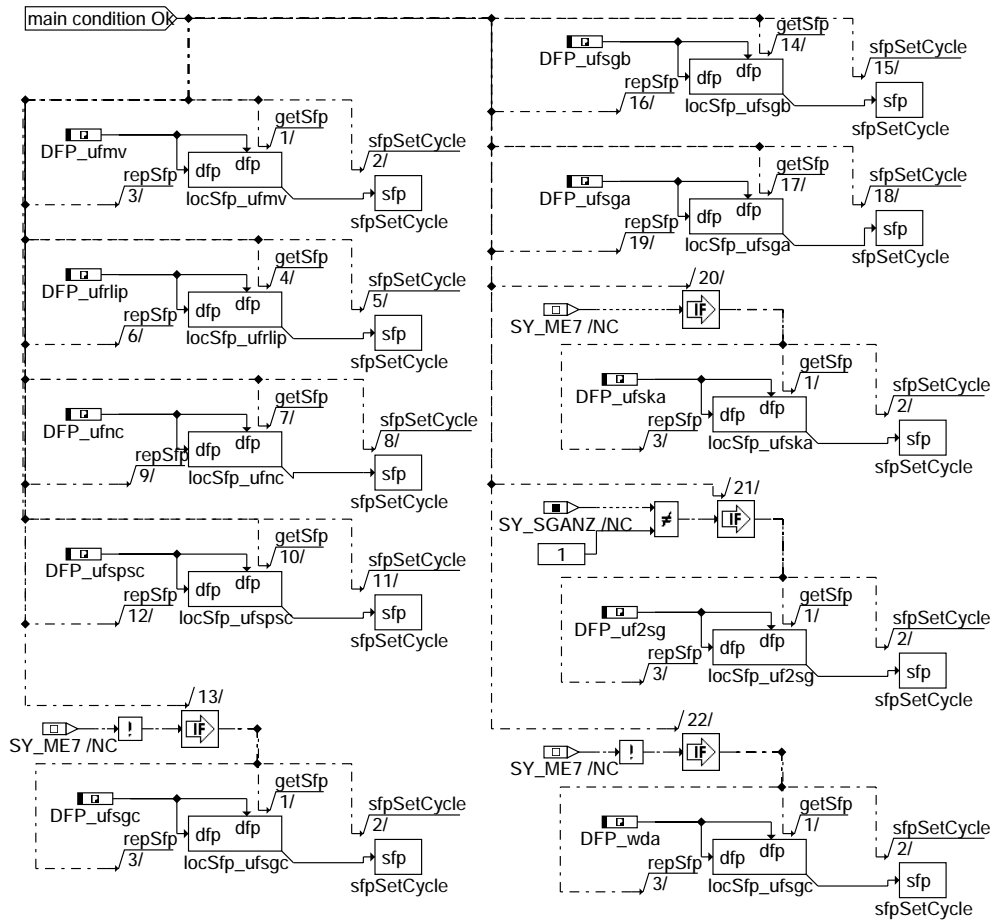 main condition Ok
DFP_ufmv
getSfp
1/
sfpSetCycle
2/
repSfp
3/
dfp
dfp
locSfp_ufmv
sfp
sfpSetCycle
DFP_ufrlip
getSfp
4/
sfpSetCycle
5/
repSfp
6/
dfp
dfp
locSfp_ufrlip
sfp
sfpSetCycle
DFP_ufnc
getSfp
7/
sfpSetCycle
8/
repSfp
9/
dfp
dfp
locSfp_ufnc
sfp
sfpSetCycle
DFP_ufspsc
getSfp
10/
sfpSetCycle
11/
repSfp
12/
dfp
dfp
locSfp_ufspsc
sfp
sfpSetCycle
13/
SY_ME7 /NC
!
IF
DFP_ufsgc
getSfp
1/
sfpSetCycle
2/
repSfp
3/
dfp
dfp
locSfp_ufsgc
sfp
sfpSetCycle
DFP_ufsgb
getSfp
14/
sfpSetCycle
15/
repSfp
16/
dfp
dfp
locSfp_ufsgb
sfp
sfpSetCycle
DFP_ufsga
getSfp
17/
sfpSetCycle
18/
repSfp
19/
dfp
dfp
locSfp_ufsga
sfp
sfpSetCycle
20/
SY_ME7 /NC
IF
DFP_ufska
getSfp
1/
sfpSetCycle
2/
repSfp
3/
dfp
dfp
locSfp_ufska
sfp
sfpSetCycle
21/
SY_SGANZ /NC
≠
IF
1
DFP_uf2sg
getSfp
1/
sfpSetCycle
2/
repSfp
3/
dfp
dfp
locSfp_uf2sg
sfp
sfpSetCycle
22/
SY_ME7 /NC
!
IF
DFP_wda
getSfp
1/
sfpSetCycle
2/
repSfp
3/
dfp
dfp
locSfp_ufsgc
sfp
sfpSetCycle